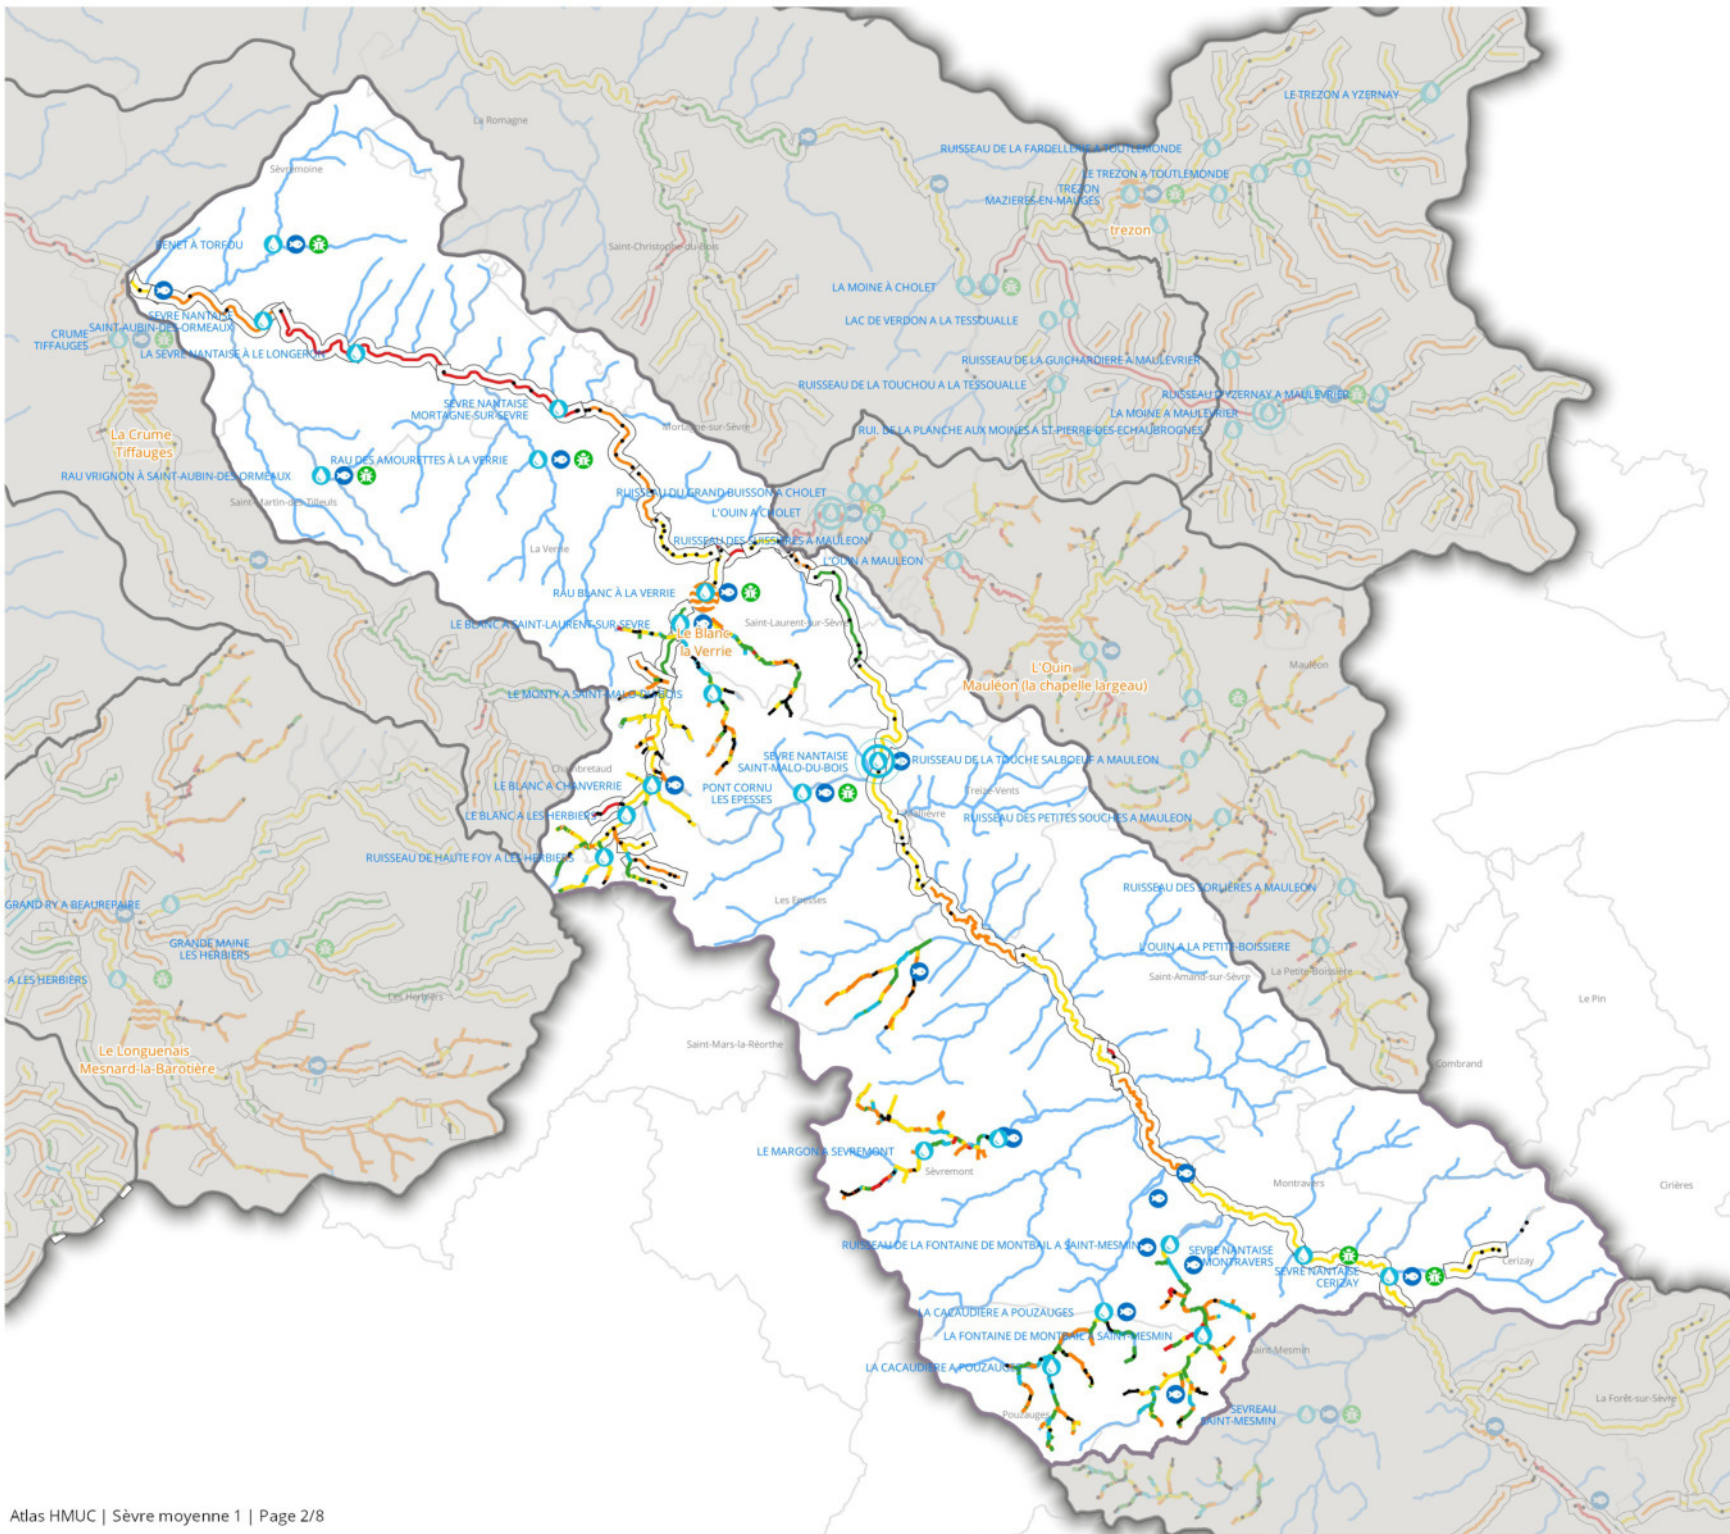 LE TREZON A YZERNAY
La Romagne
RUISSEAU DE LA FARDELLERIE A TOUTLEMONDE
Sèvremoine
LE TREZON A TOUTLEMONDE
TREZON
MAZIERES-EN-MAUGES
trezon
BENET À TORFOU
Saint-Christophe-du-Bois
LA MOINE À CHOLET
SEVRE NANTAISE
SAINT-AUBIN-DES-ORMEAUX
LAC DE VERDON A LA TESSOUALLE
CRUME
TIFFAUGES
LA SEVRE NANTAISE À LE LONGERON
RUISSEAU DE LA GUICHARDIERE A MAULEVRIER
RUISSEAU DE LA TOUCHOU A LA TESSOUALLE
RUISSEAU D'YZERNAY A MAULEVRIER
SEVRE NANTAISE
MORTAGNE-SUR-SEVRE
LA MOINE A MAULEVRIER
Mortagne-sur-Sèvre
RUI. DE LA PLANCHE AUX MOINES A ST-PIERRE-DES-ECHAUBROGNES
La Crume
Tiffauges
RAU DES AMOURETTES À LA VERRIE
RAU VRIGNON À SAINT-AUBIN-DES-ORMEAUX
RUISSEAU DU GRAND BUISSON A CHOLET
Saint-Martin-des-Tilleuls
L'OUIN A CHOLET
RUISSEAU DES SUISSIERES A MAULEON
La Verrie
L'OUIN A MAULEON
RAU BLANC À LA VERRIE
LE BLANC A SAINT-LAURENT-SUR-SEVRE
Saint-Laurent-sur-Sèvre
Le Blanc
la Verrie
L'Ouin
Mauléon (la chapelle largeau)
Mauléon
LE MONTY A SAINT-MALO-DU-BOIS
SEVRE NANTAISE
SAINT-MALO-DU-BOIS
RUISSEAU DE LA TOUCHE SALBOEUF A MAULEON
Chambretaud
LE BLANC A CHANVERRIE
PONT CORNU
LES EPESSES
Treize-Vents
LE BLANC A LES HERBIERS
Mallièvre
RUISSEAU DES PETITES SOUCHES A MAULEON
RUISSEAU DE HAUTE FOY A LES HERBIERS
RUISSEAU DES SORLIERES A MAULEON
Les Epesses
GRAND RY A BEAUREPAIRE
GRANDE MAINE
LES HERBIERS
L'OUIN A LA PETITE-BOISSIERE
A LES HERBIERS
Saint-Amand-sur-Sèvre
La Petite-Boissière
Les Herbiers
Le Pin
Le Longuenais
Mesnard-la-Barotière
Saint-Mars-la-Réorthe
Combrand
LE MARGON A SEVREMONT
Sèvremont
Montravers
Cirières
RUISSEAU DE LA FONTAINE DE MONTBAIL A SAINT-MESMIN
SEVRE NANTAISE
MONTRAVERS
SEVRE NANTAISE
CERIZAY
Cerizay
LA CACAUDIERE A POUZAUGES
LA FONTAINE DE MONTBAIL A SAINT-MESMIN
Saint-Mesmin
LA CACAUDIERE A POUZAUGES
La Forêt-sur-Sèvre
Pouzauges
SEVREAU
SAINT-MESMIN
Atlas HMUC | Sèvre moyenne 1 | Page 2/8